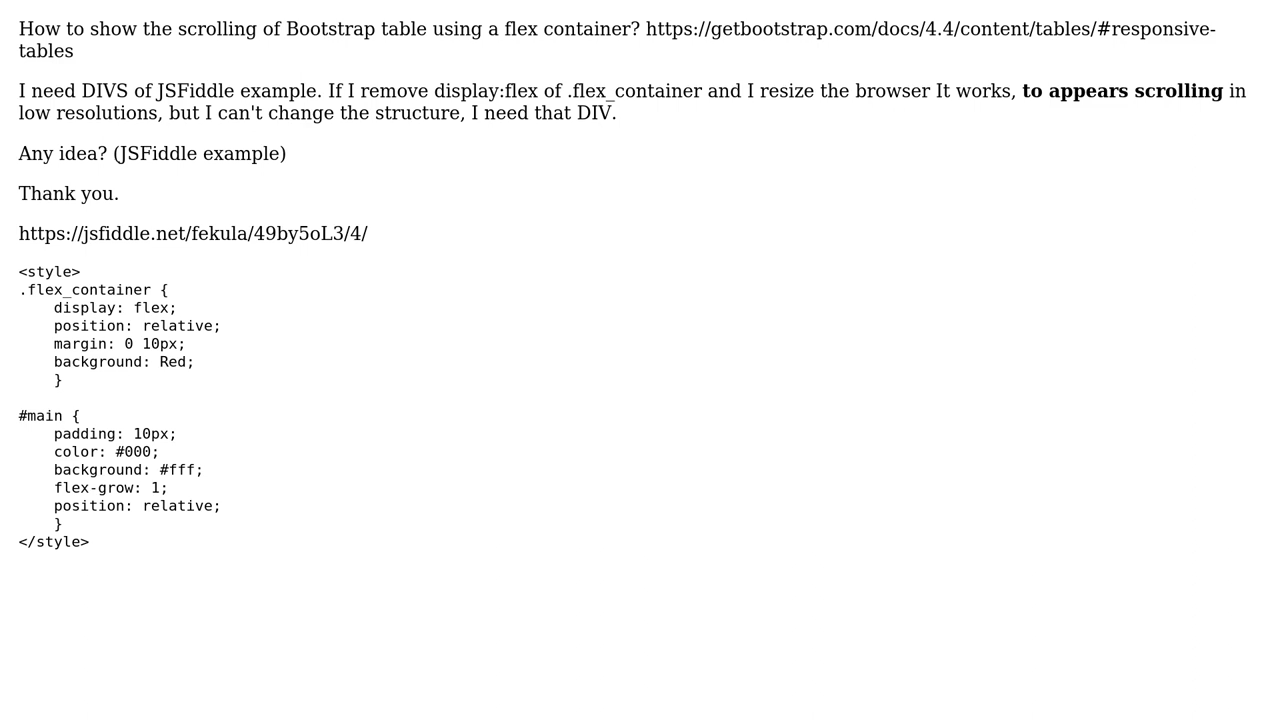 How to show the scrolling of Bootstrap table using a flex container? https://getbootstrap.com/docs/4.4/content/tables/#responsive-
tables
I need DIVS of JSFiddle example. If I remove display:flex of .flex_container and I resize the browser It works, to appears scrolling in
low resolutions, but I can't change the structure, I need that DIV.
Any idea? (JSFiddle example)
Thank you.
https://jsfiddle.net/fekula/49by5oL3/4/
<style>
.flex_container {
    display: flex;
    position: relative;
    margin: 0 10px;
    background: Red;
    }
#main {
    padding: 10px;
    color: #000;
    background: #fff;
    flex-grow: 1;
    position: relative;
    }
</style>